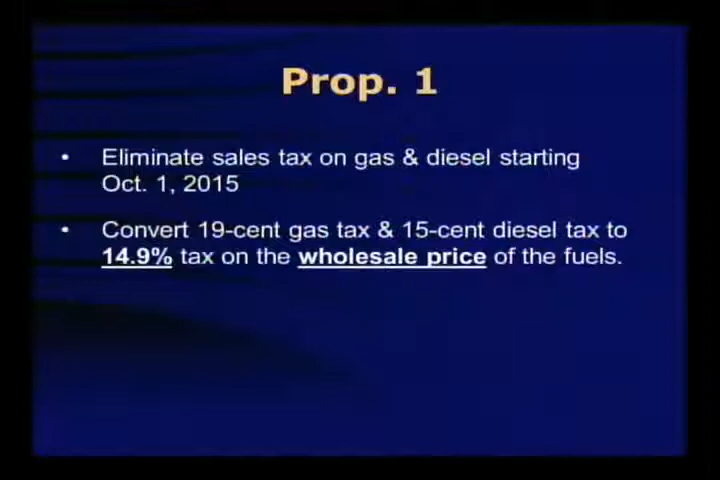 Prop. 1
• Eliminate sales tax on gas & diesel starting
Oct. 1, 2015
• Convert 19-cent gas tax & 15-cent diesel tax to
14.9% tax on the wholesale price of the fuels.